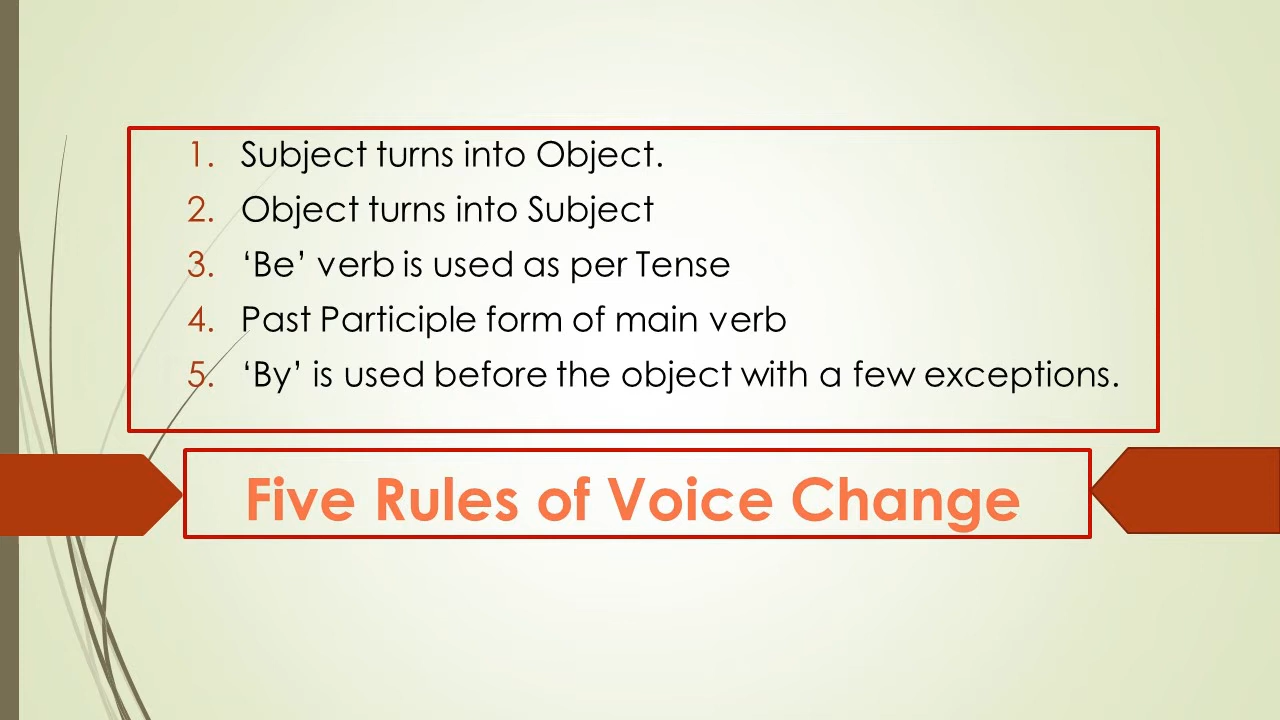 1. Subject turns into Object.
2. Object turns into Subject
3. ‘Be’ verb is used as per Tense
4. Past Participle form of main verb
5. ‘By’ is used before the object with a few exceptions.
Five Rules of Voice Change